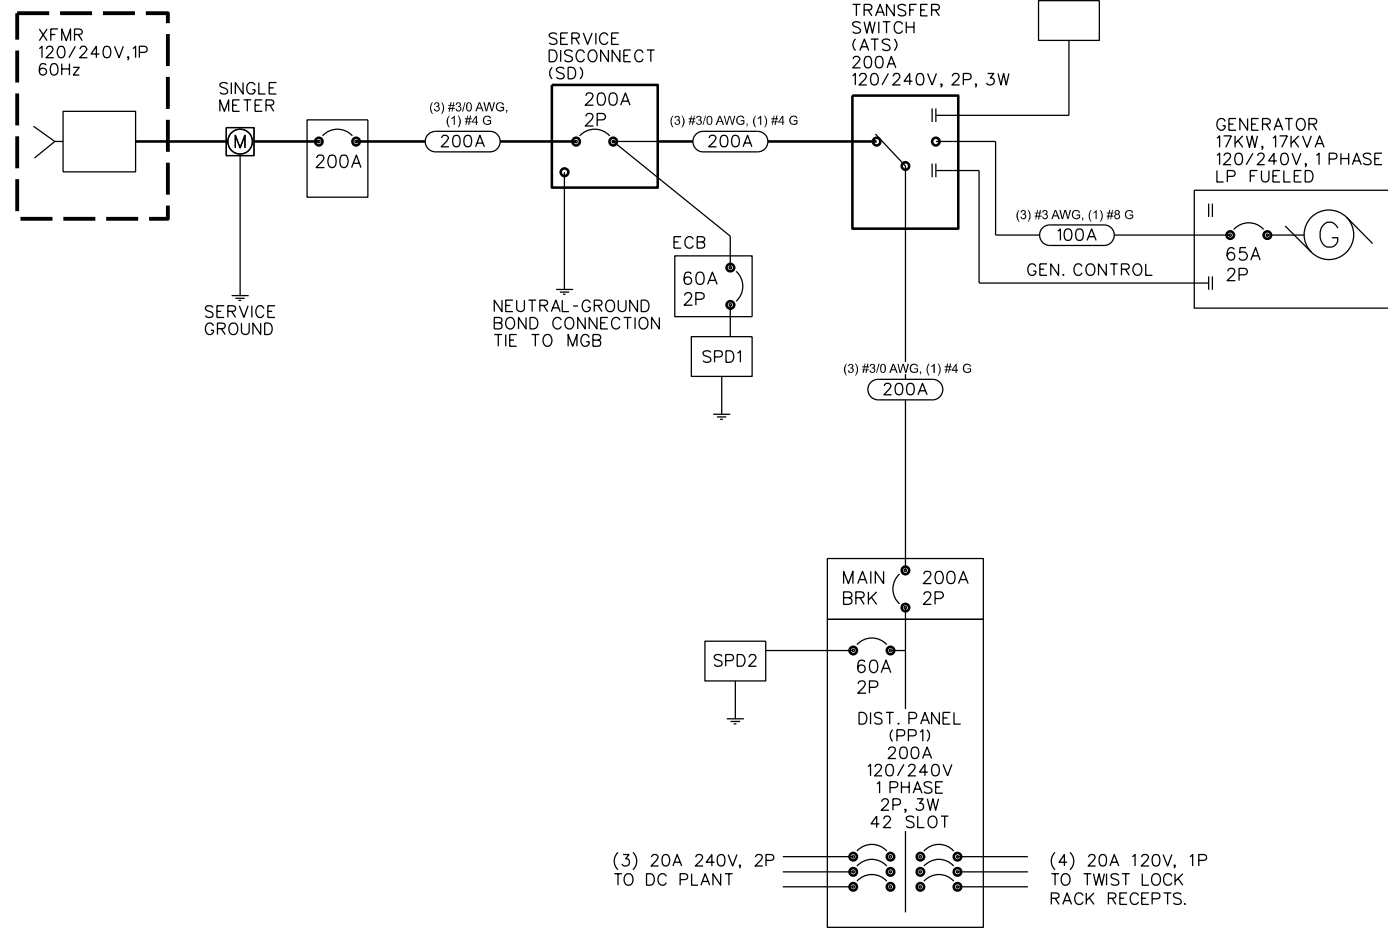 XFMR
120/240V,1P
60Hz
SINGLE
METER
M
SERVICE
GROUND
200A
(3) #3/0 AWG,
(1) #4 G
200A
SERVICE
DISCONNECT
(SD)
200A
2P
NEUTRAL-GROUND
BOND CONNECTION
TIE TO MGB
(3) #3/0 AWG, (1) #4 G
200A
ECB
60A
2P
SPD1
TRANSFER
SWITCH
(ATS)
200A
120/240V, 2P, 3W
GENERATOR
17KW, 17KVA
120/240V, 1 PHASE
LP FUELED
(3) #3 AWG, (1) #8 G
100A
GEN. CONTROL
65A
2P
G
(3) #3/0 AWG, (1) #4 G
200A
MAIN
BRK
200A
2P
SPD2
60A
2P
DIST. PANEL
(PP1)
200A
120/240V
1 PHASE
2P, 3W
42 SLOT
(3) 20A 240V, 2P
TO DC PLANT
(4) 20A 120V, 1P
TO TWIST LOCK
RACK RECEPTS.